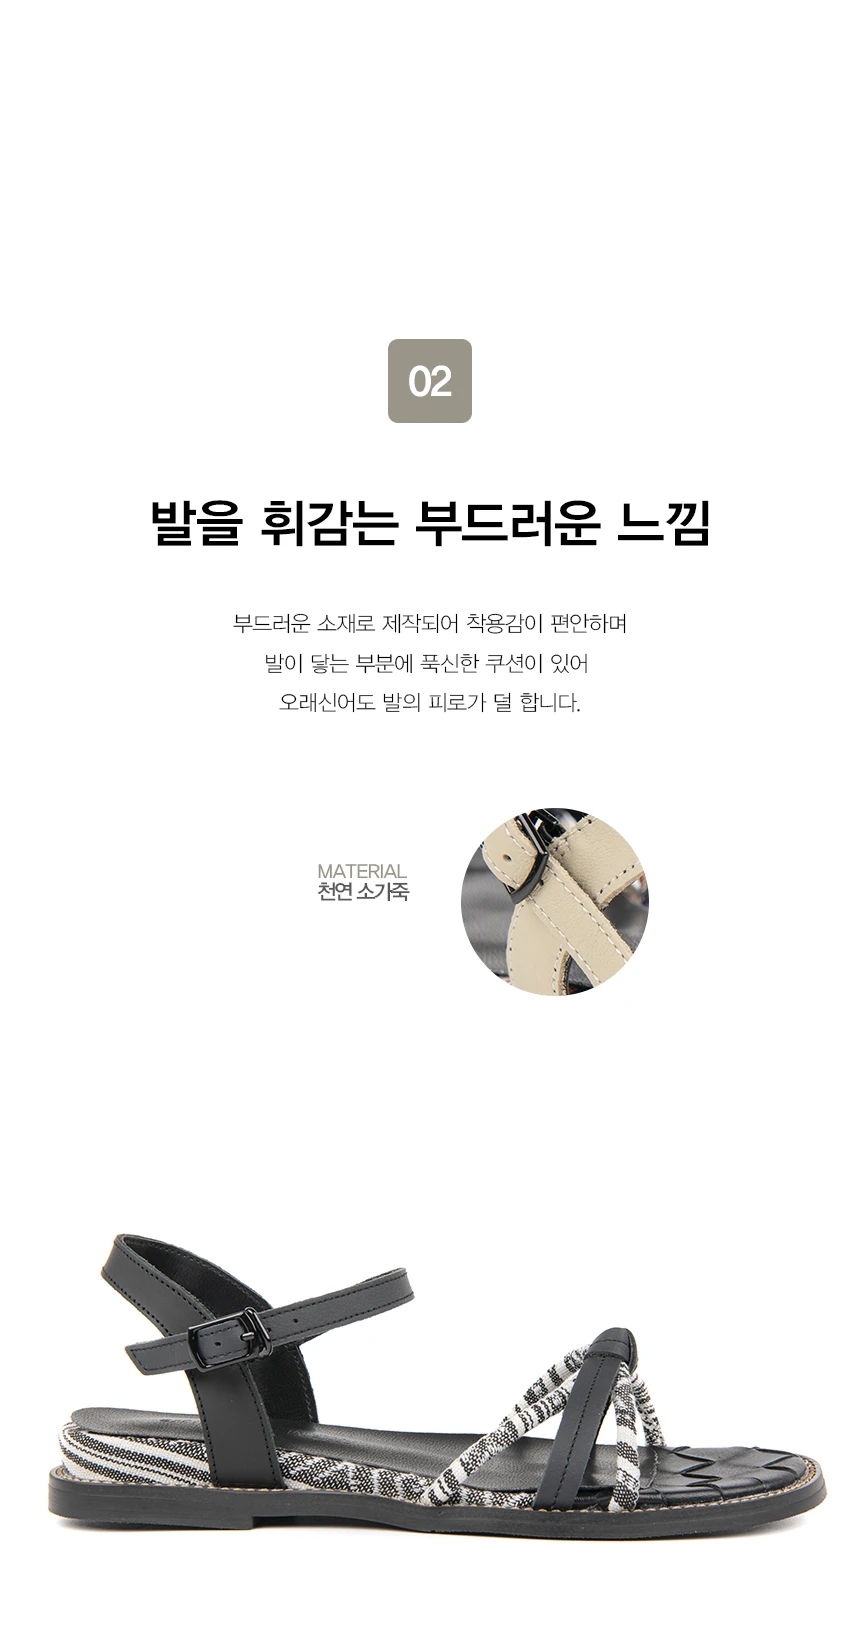 02
발을 휘감는 부드러운 느낌
부드러운 소재로 제작되어 착용감이 편안하며
발이 닿는 부분에 푹신한 쿠션이 있어
오래신어도 발의 피로가 덜 합니다.
MATERIAL
천연 소가죽